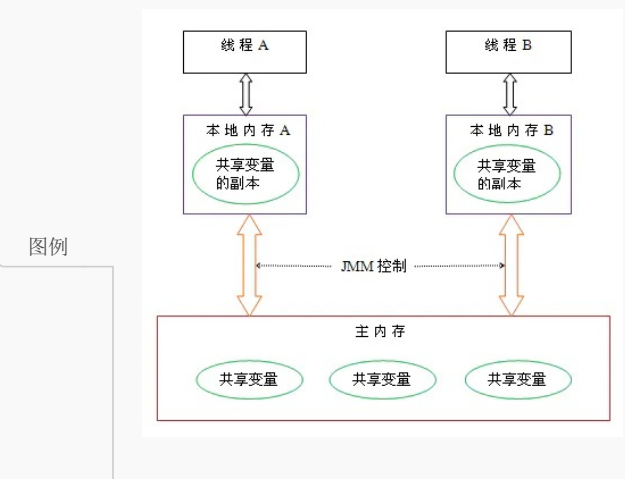 线程 A
线程 B
本地内存 A
本地内存 B
共享变量
的副本
共享变量
的副本
图例
JMM 控制
主内存
共享变量
共享变量
共享变量